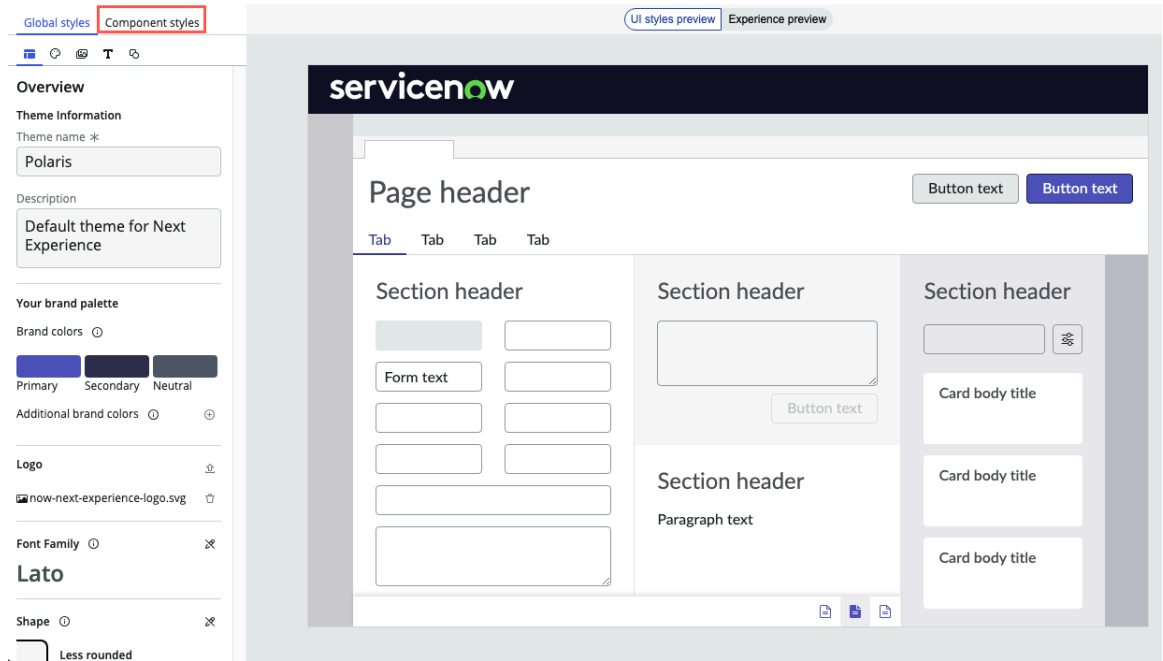 Global styles
Component styles
UI styles preview
Experience preview
Overview
Theme Information
Theme name *
Polaris
Description
Default theme for Next
Experience
Your brand palette
Brand colors
Primary
Secondary
Neutral
Additional brand colors
Logo
now-next-experience-logo.svg
Font Family
Lato
Shape
Less rounded
servicenow
Page header
Button text
Button text
Tab
Tab
Tab
Tab
Section header
Form text
Section header
Button text
Section header
Paragraph text
Section header
Card body title
Card body title
Card body title